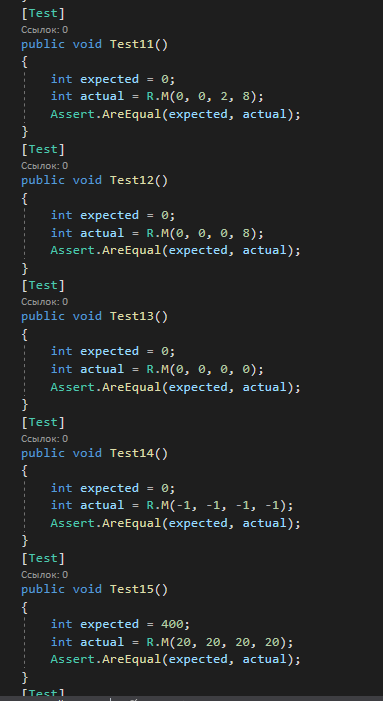 [Test]
Ссылок: 0
public void Test11()
{
int expected = 0;
int actual = R.M(0, 0, 2, 8);
Assert.AreEqual(expected, actual);
}
[Test]
Ссылок: 0
public void Test12()
{
int expected = 0;
int actual = R.M(0, 0, 0, 8);
Assert.AreEqual(expected, actual);
}
[Test]
Ссылок: 0
public void Test13()
{
int expected = 0;
int actual = R.M(0, 0, 0, 0);
Assert.AreEqual(expected, actual);
}
[Test]
Ссылок: 0
public void Test14()
{
int expected = 0;
int actual = R.M(-1, -1, -1, -1);
Assert.AreEqual(expected, actual);
}
[Test]
Ссылок: 0
public void Test15()
{
int expected = 400;
int actual = R.M(20, 20, 20, 20);
Assert.AreEqual(expected, actual);
}
[Test]